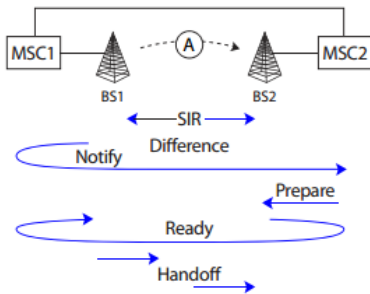 MSC1
A
MSC2
BS1
BS2
SIR
Difference
Notify
Prepare
Ready
Handoff